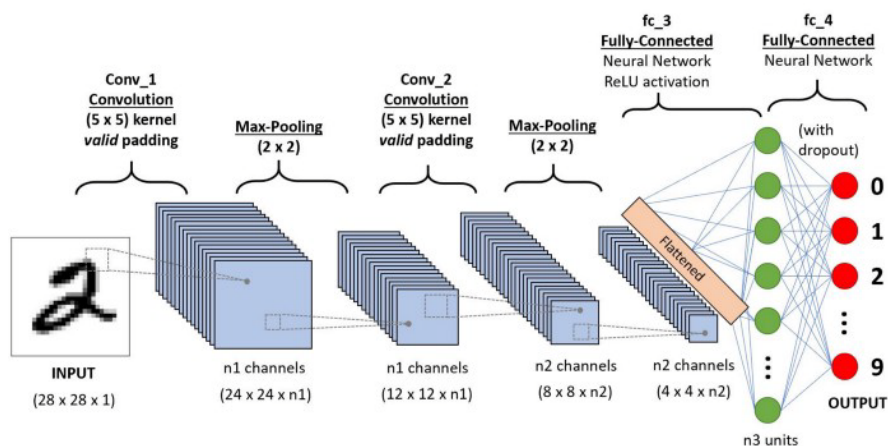 fc_3
Fully-Connected
Neural Network
ReLU activation
fc_4
Fully-Connected
Neural Network
Conv_1
Convolution
(5 x 5) kernel
valid padding
Max-Pooling
(2 x 2)
Conv_2
Convolution
(5 x 5) kernel
valid padding
Max-Pooling
(2 x 2)
(with
dropout)
Flattened
0
1
2
9
INPUT
(28 x 28 x 1)
n1 channels
(24 x 24 x n1)
n1 channels
(12 x 12 x n1)
n2 channels
(8 x 8 x n2)
n2 channels
(4 x 4 x n2)
OUTPUT
n3 units